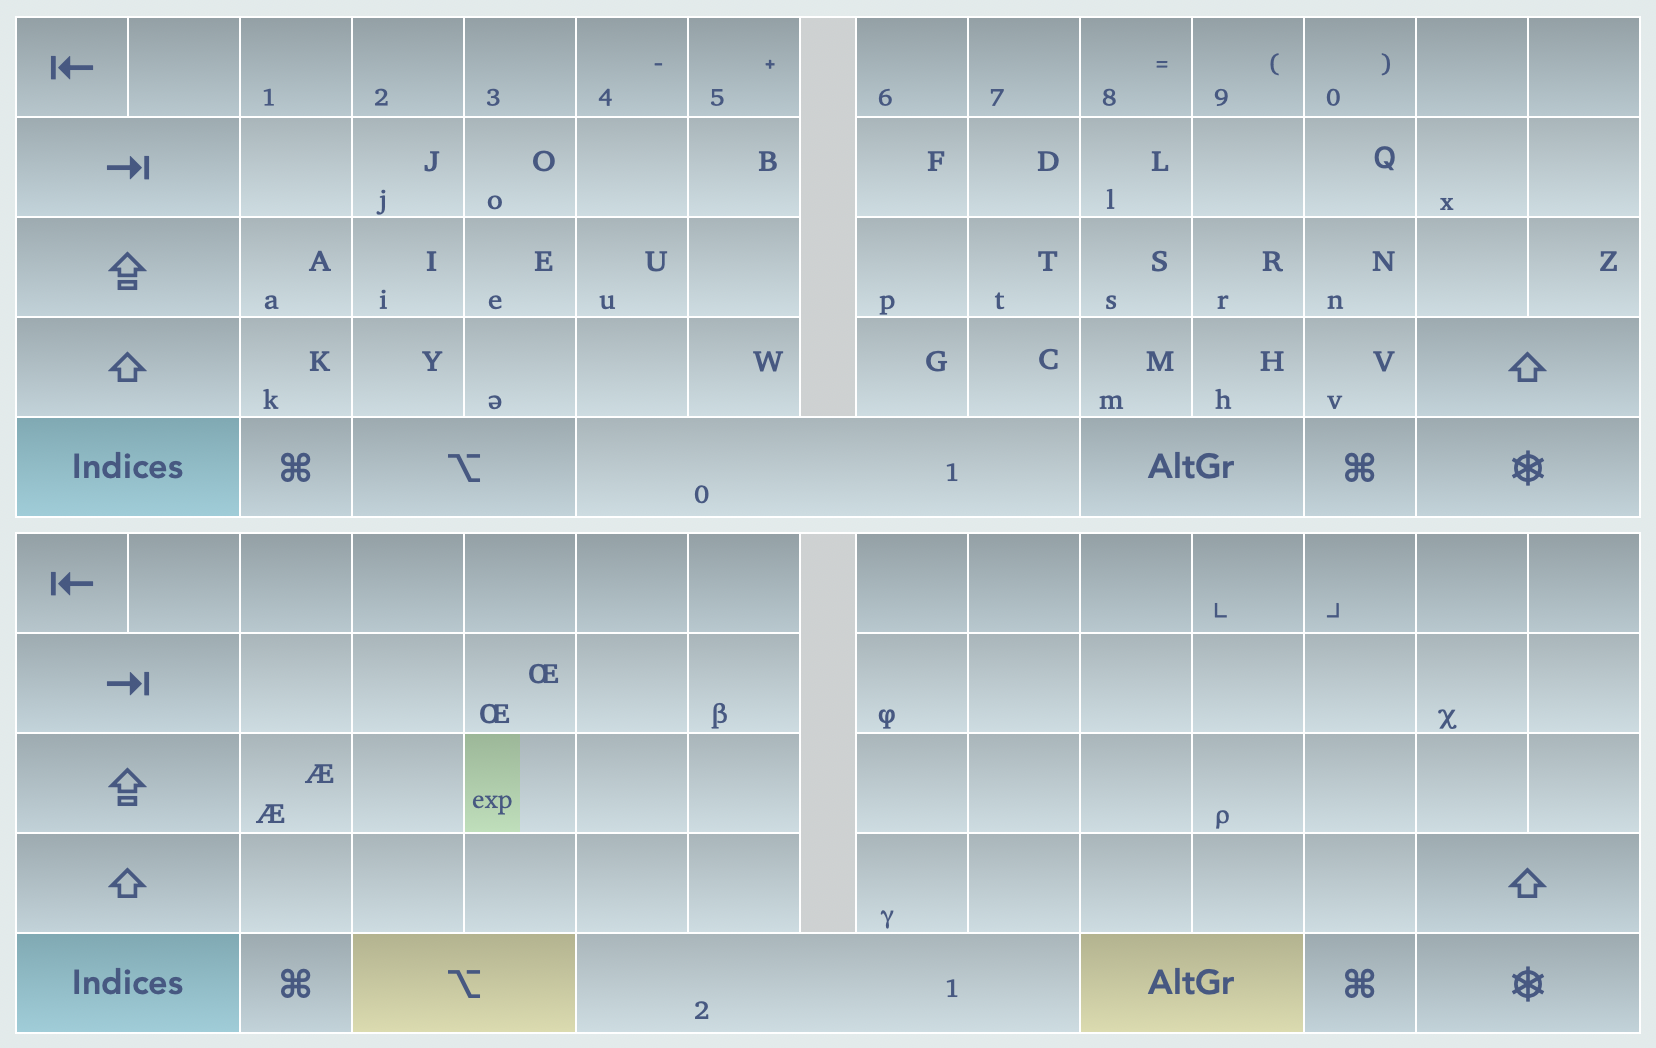 ⇤ - +
1 2 3 4 5
= ( )
6 7 8 9 0
⇥ J O B
j o
F D L Q
l x
A I E U
a i e u
T S R N Z
p t s r n
⇧ K Y W
k ə
G C M H V ⇧
m h v
Indices ⌘ ⌥ 0 1 AltGr ⌘
⇤
⌞ ⌟
⇥ Œ
Œ β
φ χ
Æ
Æ exp
ρ
⇧
γ ⇧
Indices ⌘ ⌥ 2 1 AltGr ⌘